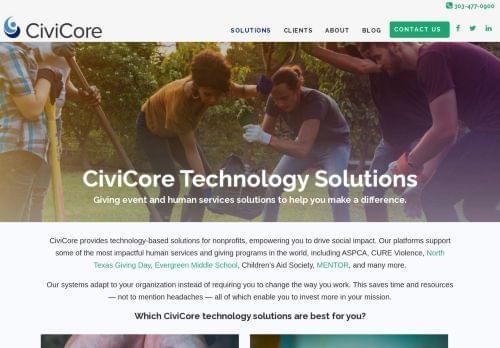 303-477-0900
CiviCore
SOLUTIONS CLIENTS ABOUT BLOG CONTACT US
CiviCore Technology Solutions
Giving event and human services solutions to help you make a difference.
CiviCore provides technology-based solutions for nonprofits, empowering you to drive social impact. Our platforms support
some of the most impactful human services and giving programs in the world, including ASPCA, CURE Violence, North
Texas Giving Day, Evergreen Middle School, Children's Aid Society, MENTOR, and many more.
Our systems adapt to your organization instead of requiring you to change the way you work. This saves time and resources
— not to mention headaches — all of which enable you to invest more in your mission.
Which CiviCore technology solutions are best for you?